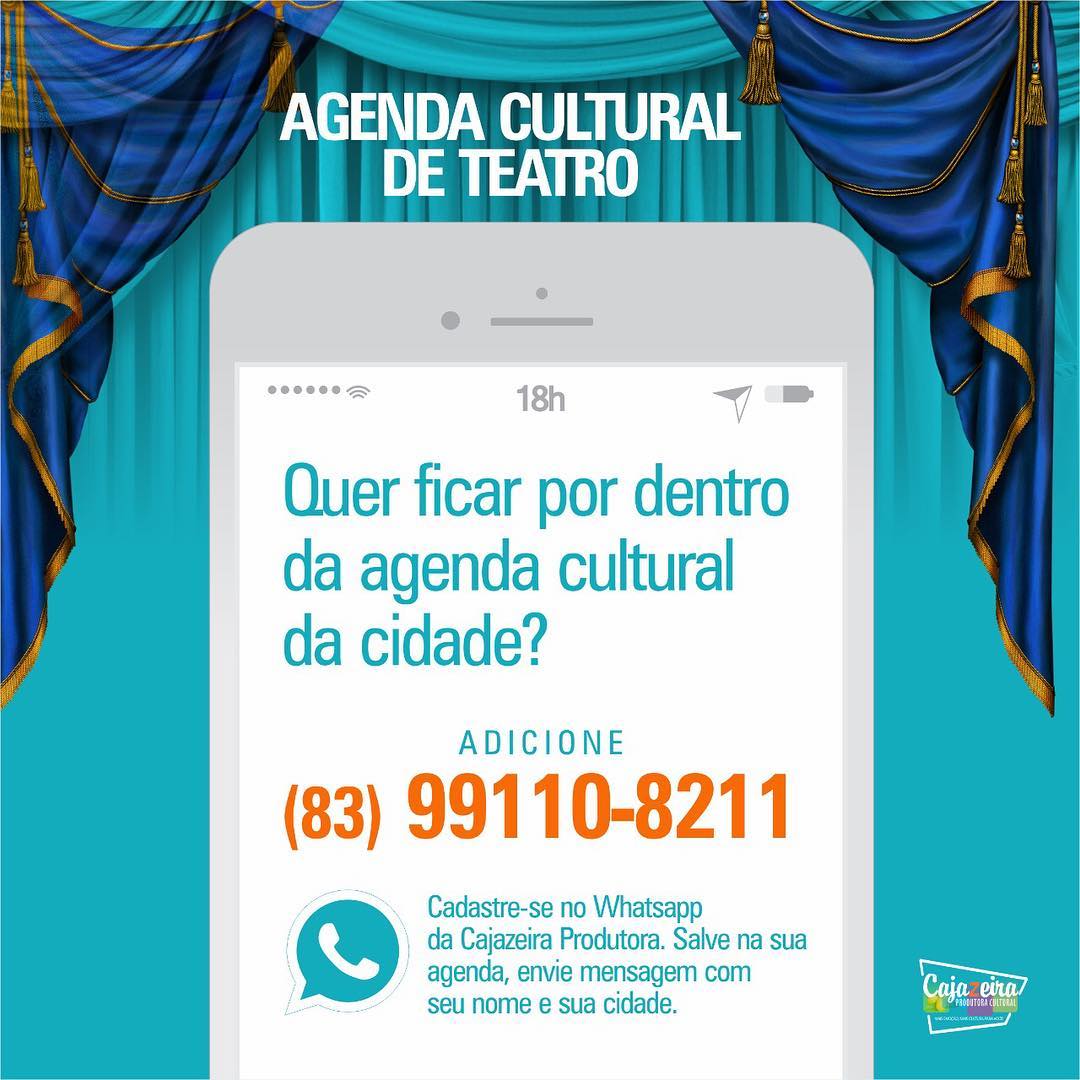 AGENDA CULTURAL
DE TEATRO
18h
Quer ficar por dentro
da agenda cultural
da cidade?
ADICIONE
(83) 99110-8211
Cadastre-se no Whatsapp
da Cajazeira Produtora. Salve na sua
agenda, envie mensagem com
seu nome e sua cidade.
Cajazeira
PRODUTORA CULTURAL